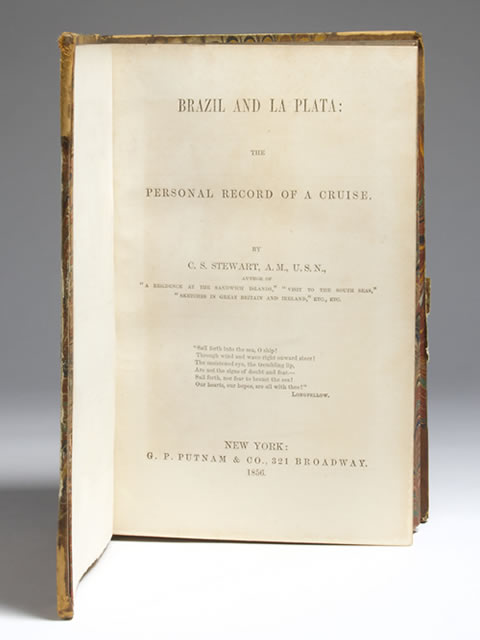 BRAZIL AND LA PLATA:
THE
PERSONAL RECORD OF A CRUISE.
BY
C. S. STEWART, A.M., U.S.N.,
AUTHOR OF
"A RESIDENCE AT THE SANDWICH ISLANDS," "VISIT TO THE SOUTH SEAS,"
"SKETCHES IN GREAT BRITAIN AND IRELAND," ETC., ETC.
"Sail forth into the sea, O ship!
Through wind and wave right onward steer!
The moistened eye, the trembling lip,
Are not the signs of doubt and fear.—
Sail forth, nor fear to breast the sea!
Our hearts, our hopes, are all with thee!"
LONGFELLOW.
NEW YORK:
G. P. PUTNAM & CO., 321 BROADWAY.
1856.